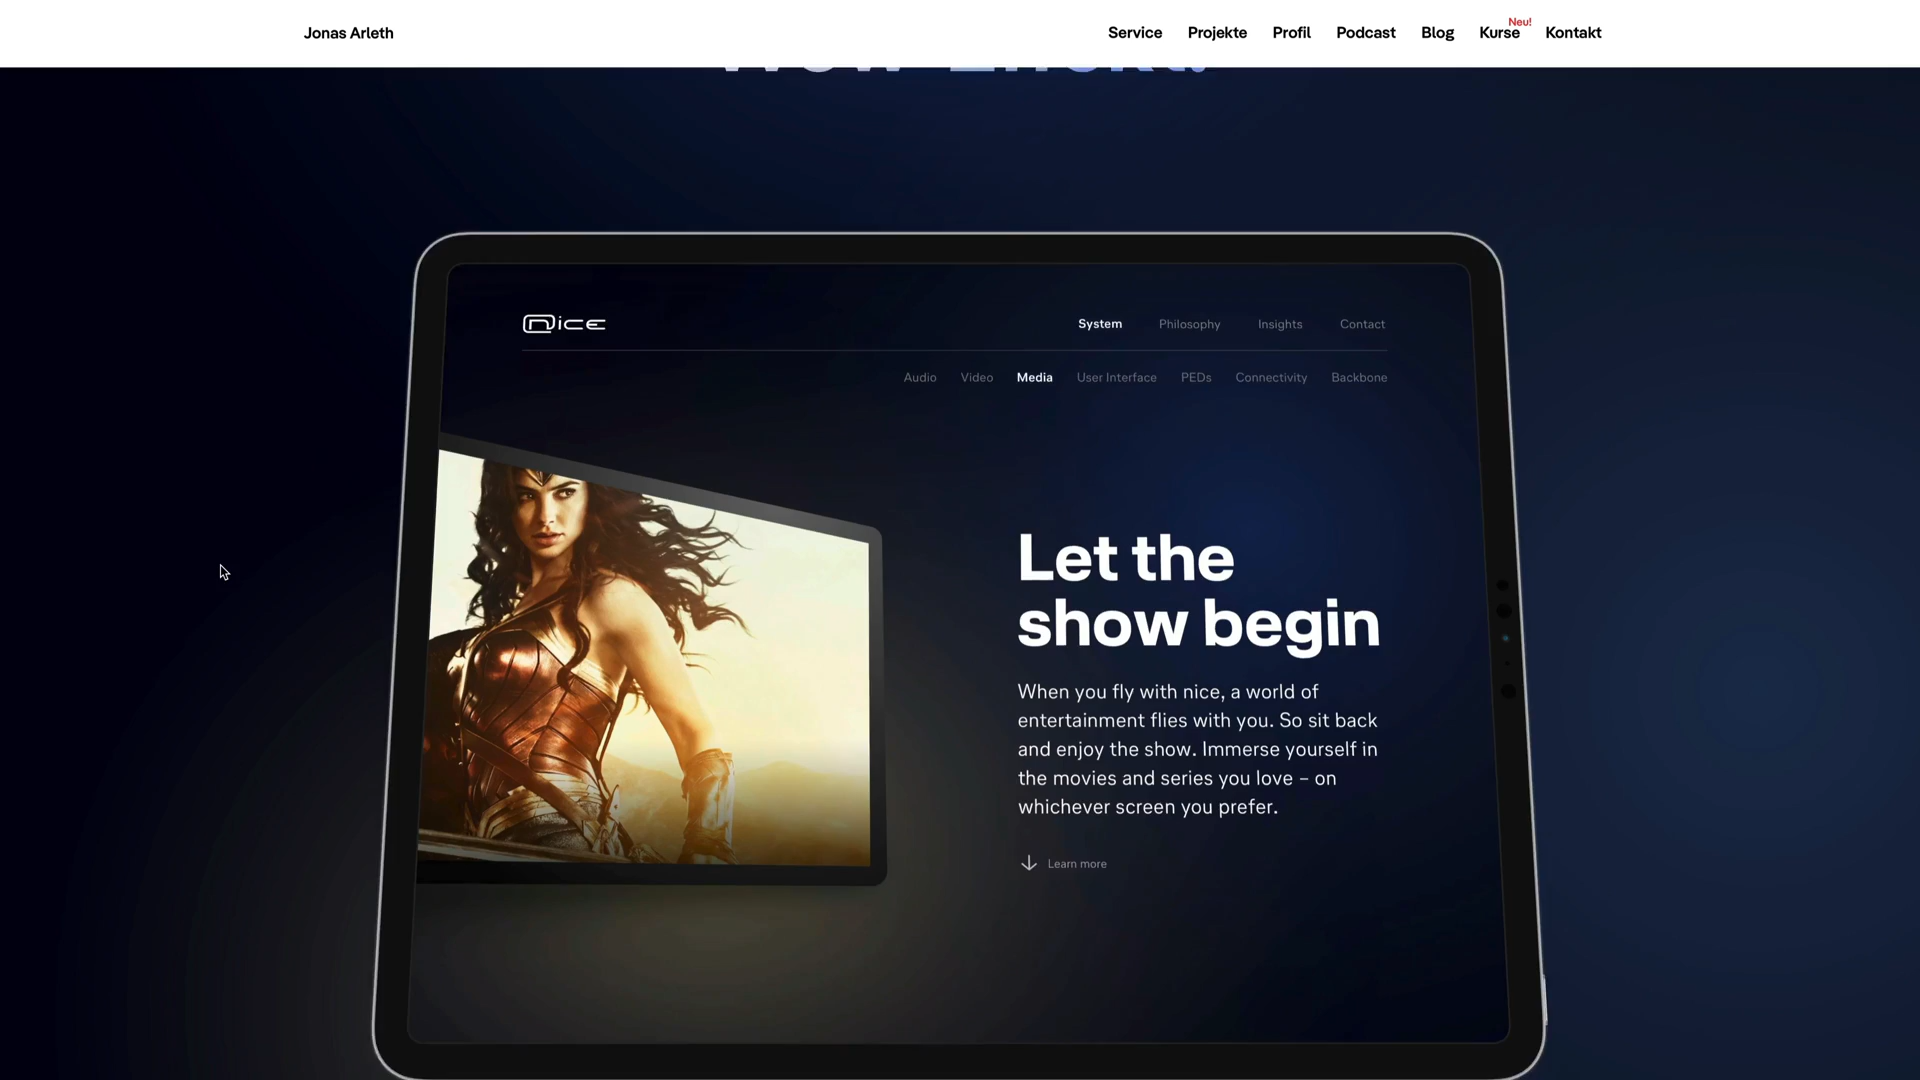 Jonas Arleth
Service Projekte Profil Podcast Blog Kurse Neu! Kontakt
nice
System Philosophy Insights Contact
Audio Video Media User Interface PEDs Connectivity Backbone
Let the
show begin
When you fly with nice, a world of
entertainment flies with you. So sit back
and enjoy the show. Immerse yourself in
the movies and series you love – on
whichever screen you prefer.
Learn more